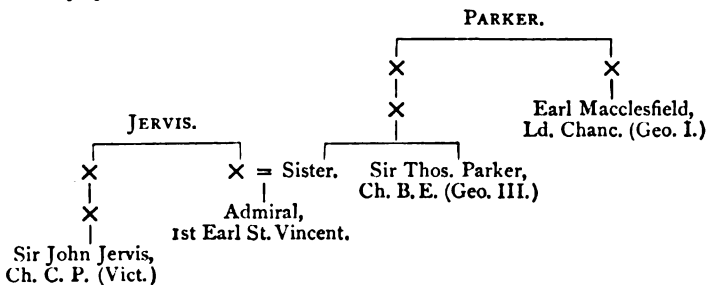 PARKER.
× ×
× Earl Macclesfield,
JERVIS. Ld. Chanc. (Geo. I.)
× × = Sister. Sir Thos. Parker,
Ch. B. E. (Geo. III.)
× Admiral,
1st Earl St. Vincent.
Sir John Jervis,
Ch. C. P. (Vict.)